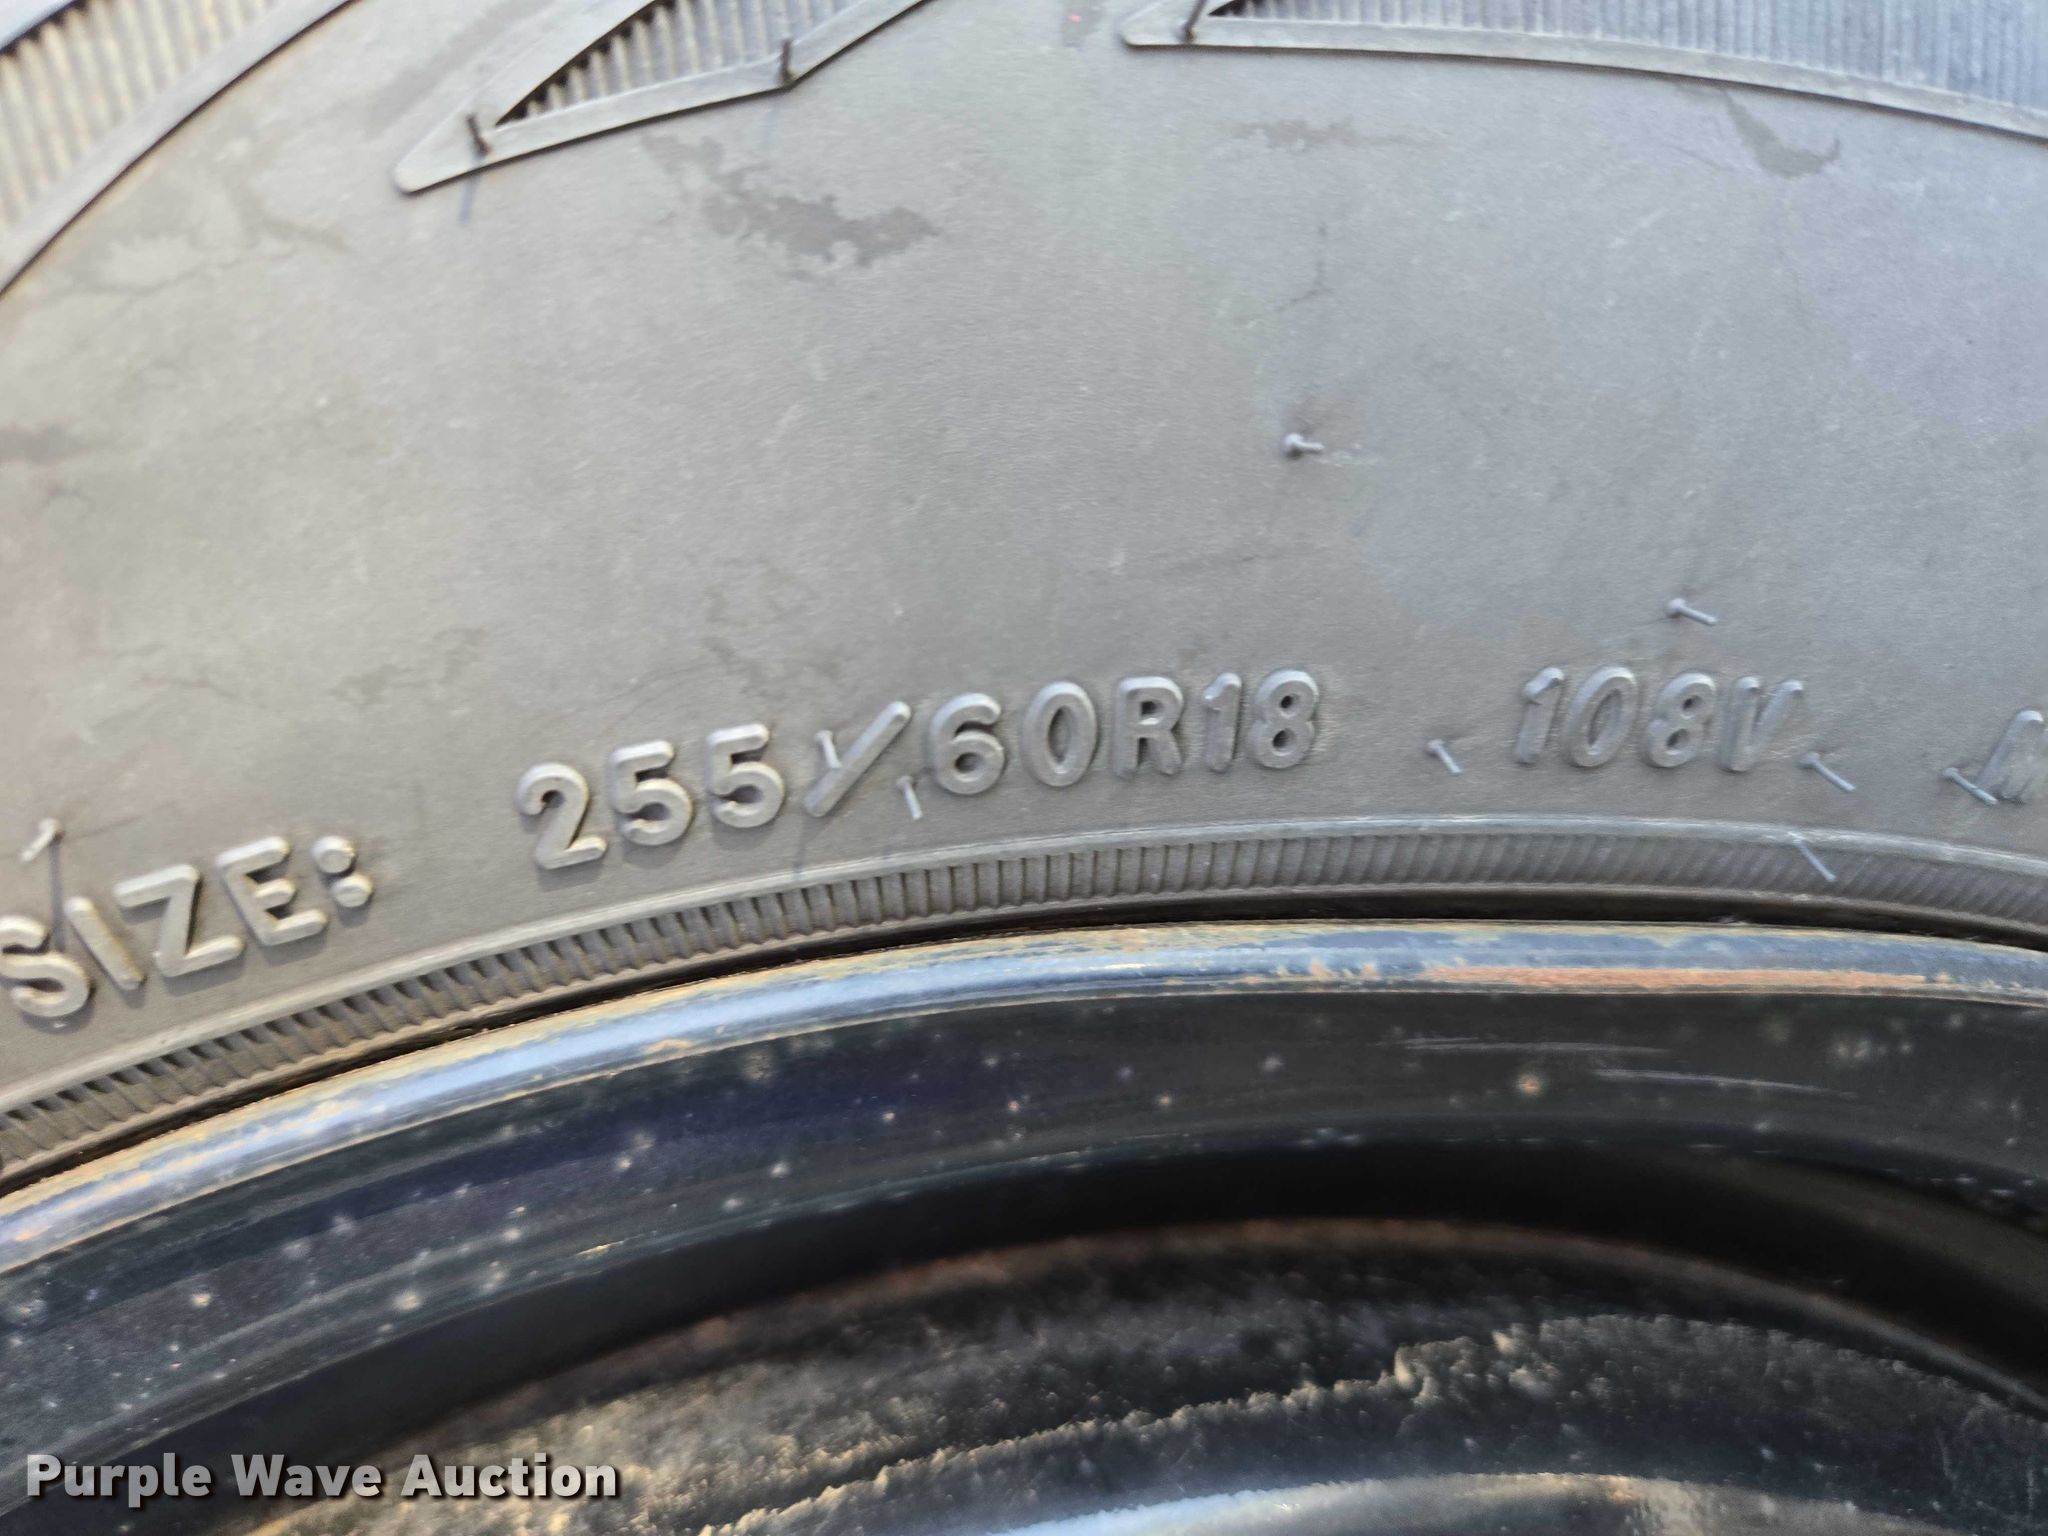 SIZE: 255/60R18 108V M
Purple Wave Auction